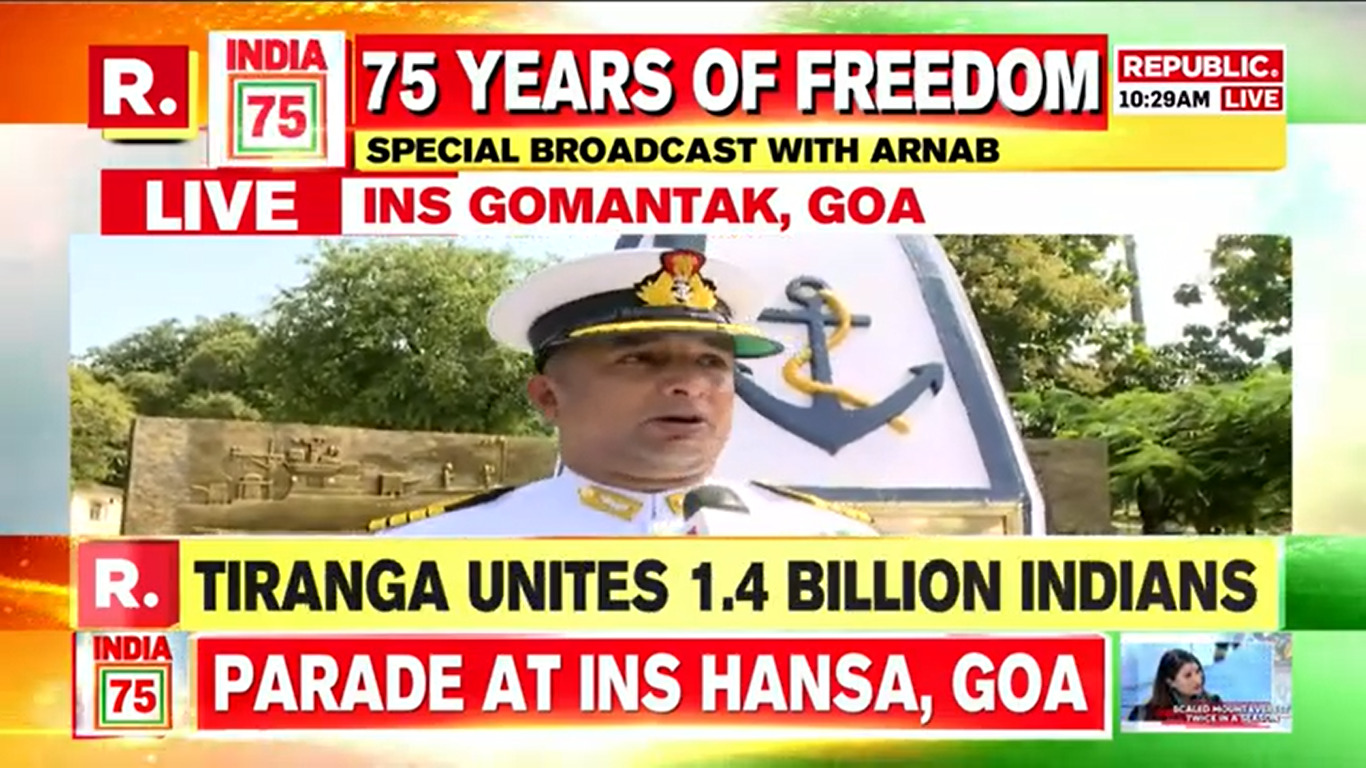 R.
INDIA
75
75 YEARS OF FREEDOM
REPUBLIC.
10:29AM LIVE
SPECIAL BROADCAST WITH ARNAB
LIVE INS GOMANTAK, GOA
R. TIRANGA UNITES 1.4 BILLION INDIANS
INDIA
75
PARADE AT INS HANSA, GOA
SCALED MOUNT EVEREST
TWICE IN A SEASON